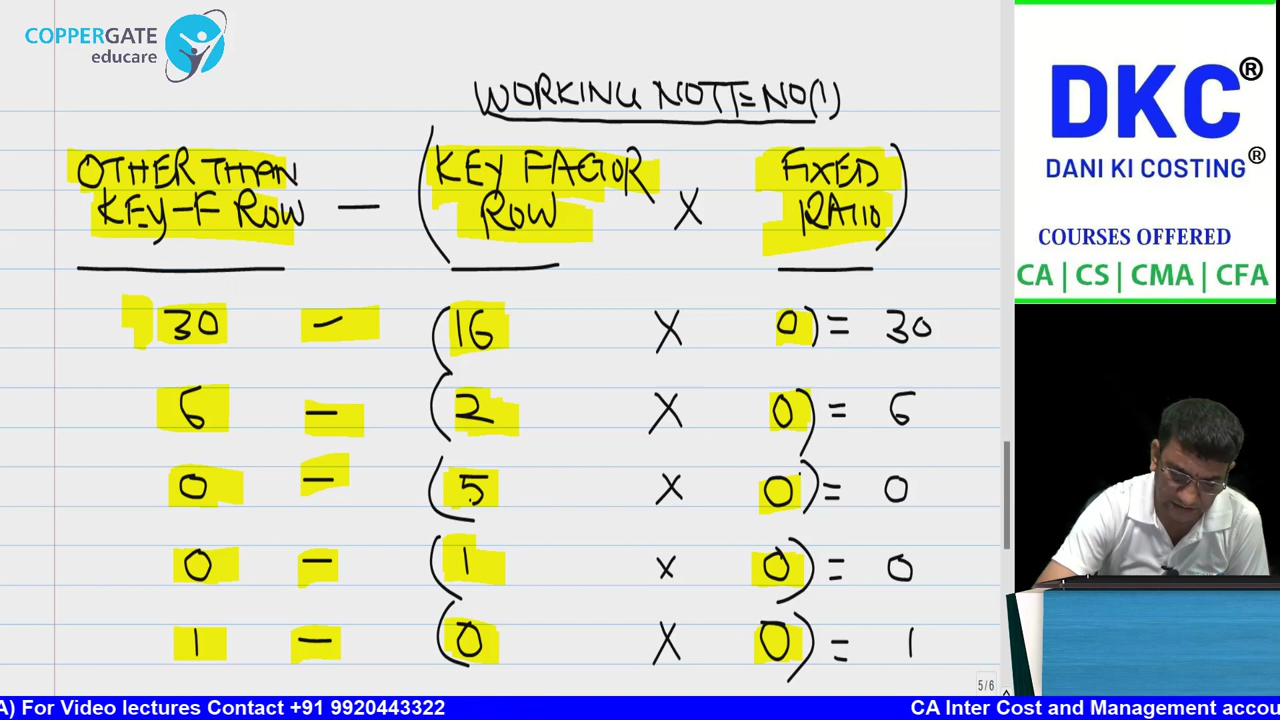 COPPERGATE
educare
WORKING NOTE=NO(1)
OTHER THAN
KEY-F ROW — (KEY FACTOR ROW X FIXED RATIO)
30 — (16 X 0) = 30
6 — (2 X 0) = 6
0 — (5 X 0) = 0
0 — (1 x 0) = 0
1 — (0 X 0) = 1
5/6
DKC®
DANI KI COSTING®
COURSES OFFERED
CA | CS | CMA | CFA
A) For Video lectures Contact +91 9920443322
CA Inter Cost and Management accou